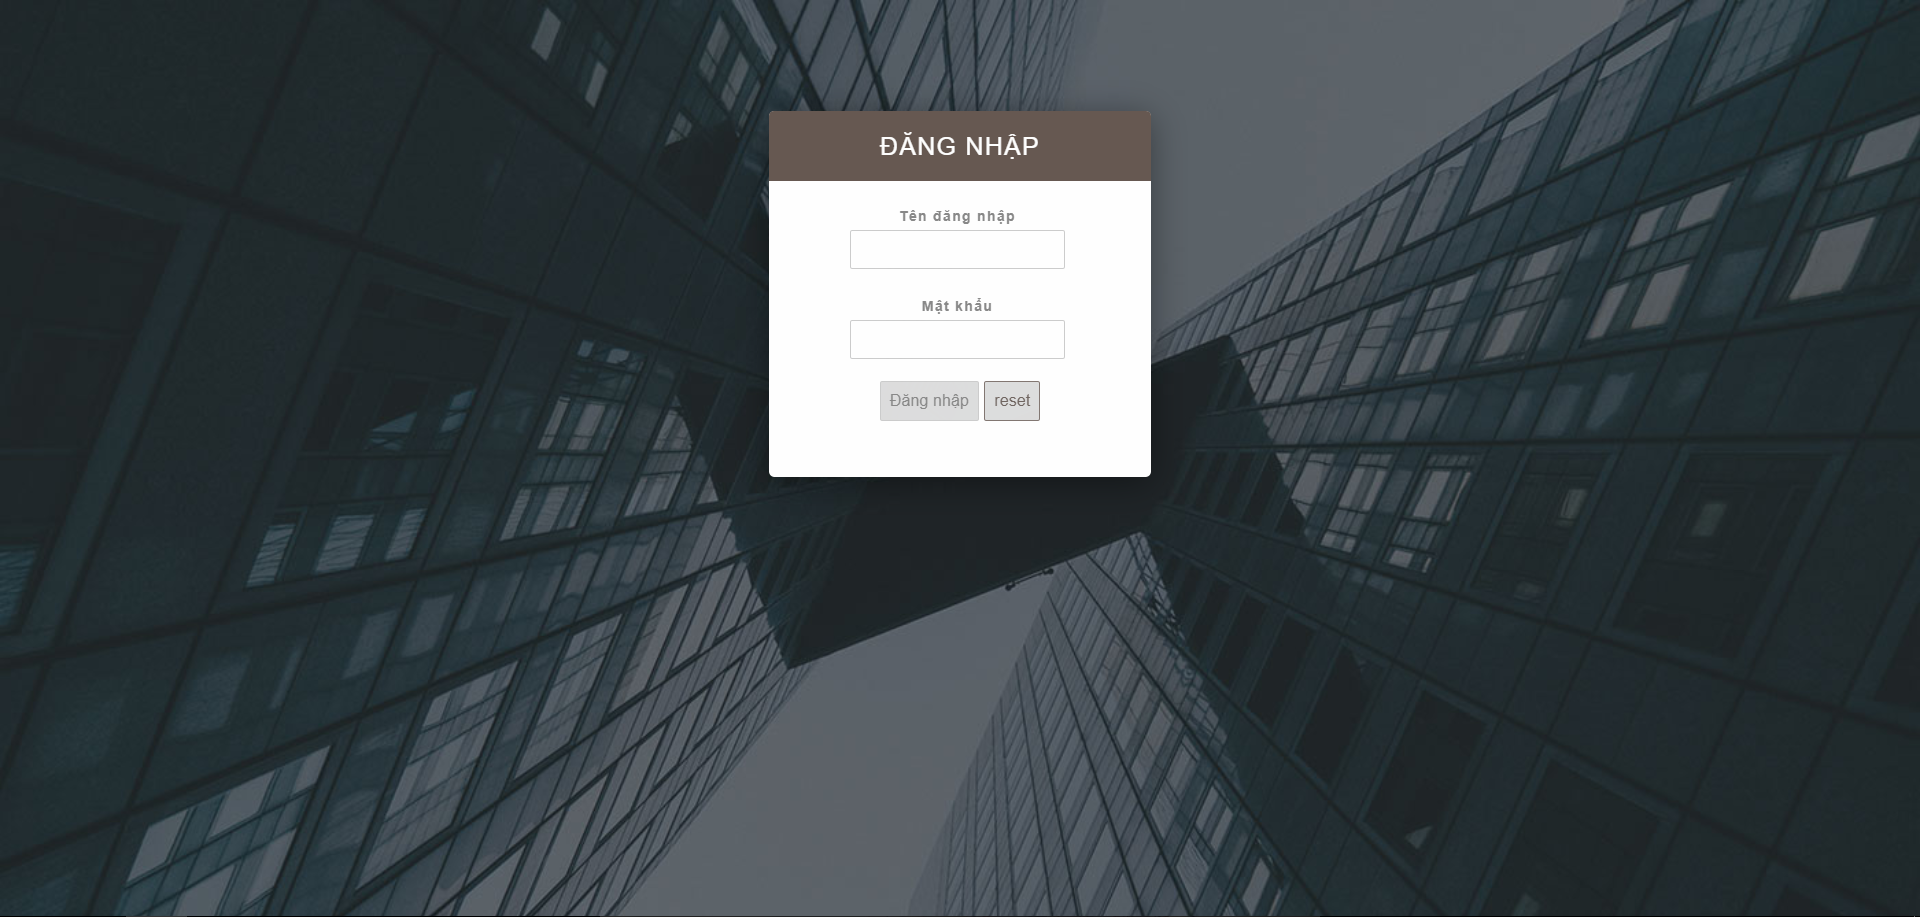 ĐĂNG NHẬP
Tên đăng nhập
Mật khẩu
Đăng nhập reset